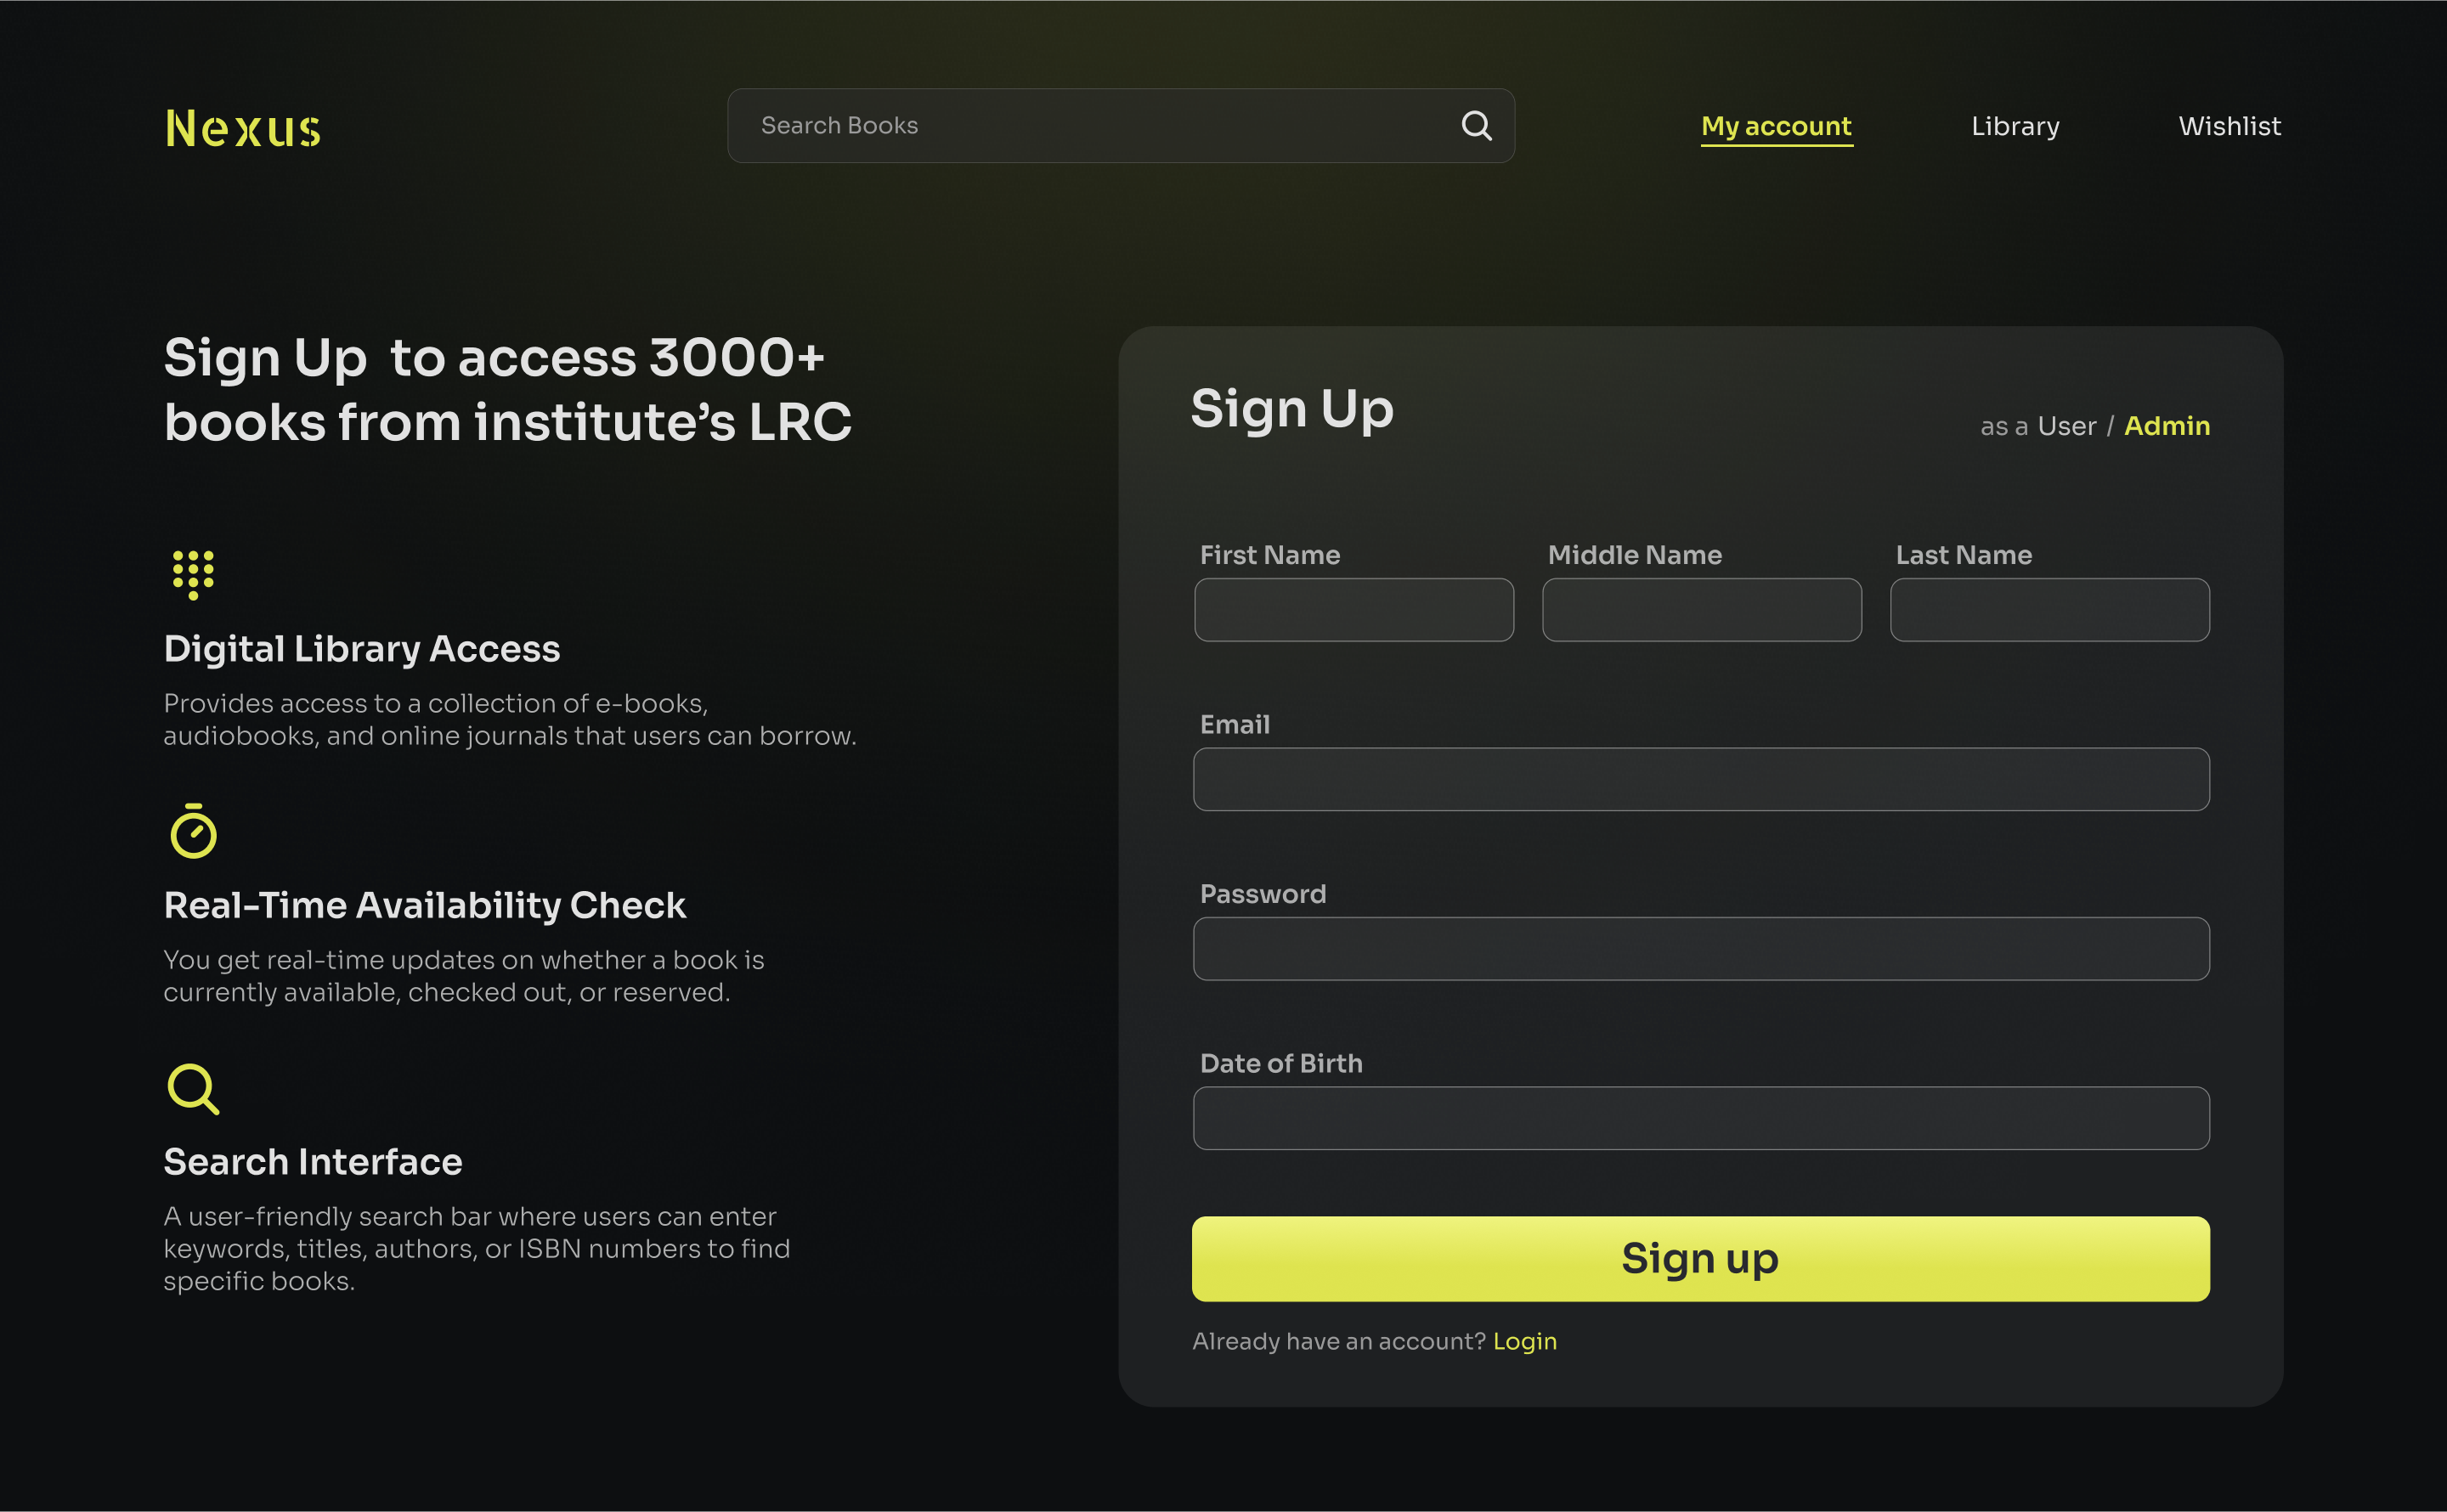 Nexus
Search Books
My account
Library
Wishlist
Sign Up to access 3000+
books from institute’s LRC
Digital Library Access
Provides access to a collection of e-books,
audiobooks, and online journals that users can borrow.
Real-Time Availability Check
You get real-time updates on whether a book is
currently available, checked out, or reserved.
Search Interface
A user-friendly search bar where users can enter
keywords, titles, authors, or ISBN numbers to find
specific books.
Sign Up
as a User / Admin
First Name
Middle Name
Last Name
Email
Password
Date of Birth
Sign up
Already have an account? Login